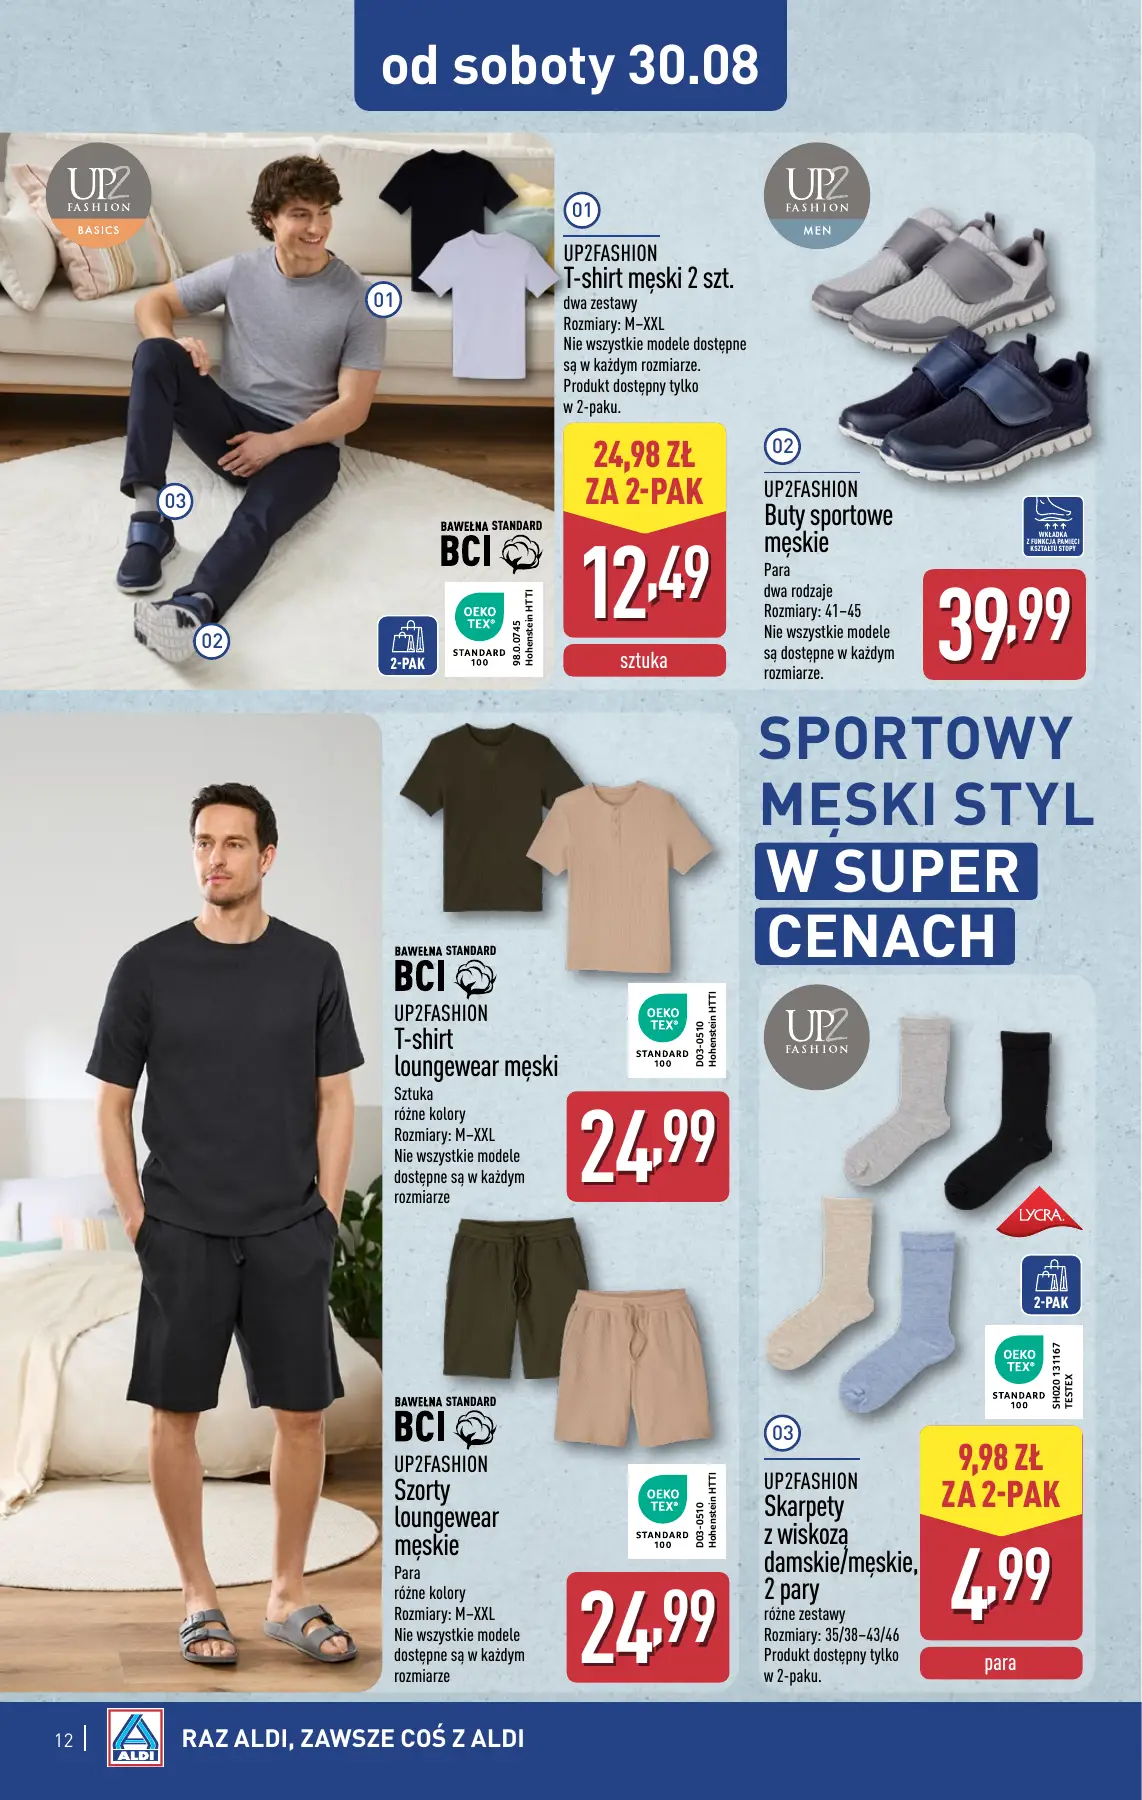 od soboty 30.08
UP2
FASHION
BASICS
01
03
02
BAWEŁNA STANDARD
BCI
2-PAK
OEKO
TEX®
STANDARD
100
98.0.0745
Hohenstein HTTI
01
UP2FASHION
T-shirt męski 2 szt.
dwa zestawy
Rozmiary: M–XXL
Nie wszystkie modele dostępne
są w każdym rozmiarze.
Produkt dostępny tylko
w 2-paku.
24,98 ZŁ
ZA 2-PAK
12,49
sztuka
UP2
FASHION
MEN
02
UP2FASHION
Buty sportowe
męskie
Para
dwa rodzaje
Rozmiary: 41–45
Nie wszystkie modele
są dostępne w każdym
rozmiarze.
WKŁADKA
Z FUNKCJĄ PAMIĘCI
KSZTAŁTU STOPY
39,99
SPORTOWY
MĘSKI STYL
W SUPER
CENACH
BAWEŁNA STANDARD
BCI
UP2FASHION
T-shirt
loungewear męski
Sztuka
różne kolory
Rozmiary: M–XXL
Nie wszystkie modele
dostępne są w każdym
rozmiarze
OEKO
TEX®
STANDARD
100
D03-0510
Hohenstein HTTI
24,99
BAWEŁNA STANDARD
BCI
UP2FASHION
Szorty
loungewear
męskie
Para
różne kolory
Rozmiary: M–XXL
Nie wszystkie modele
dostępne są w każdym
rozmiarze
OEKO
TEX®
STANDARD
100
D03-0510
Hohenstein HTTI
24,99
UP2
FASHION
LYCRA.
2-PAK
OEKO
TEX®
STANDARD
100
SH020 131167
TESTEX
03
UP2FASHION
Skarpety
z wiskozą
damskie/męskie,
2 pary
różne zestawy
Rozmiary: 35/38–43/46
Produkt dostępny tylko
w 2-paku.
9,98 ZŁ
ZA 2-PAK
4,99
para
12
ALDI
RAZ ALDI, ZAWSZE COŚ Z ALDI